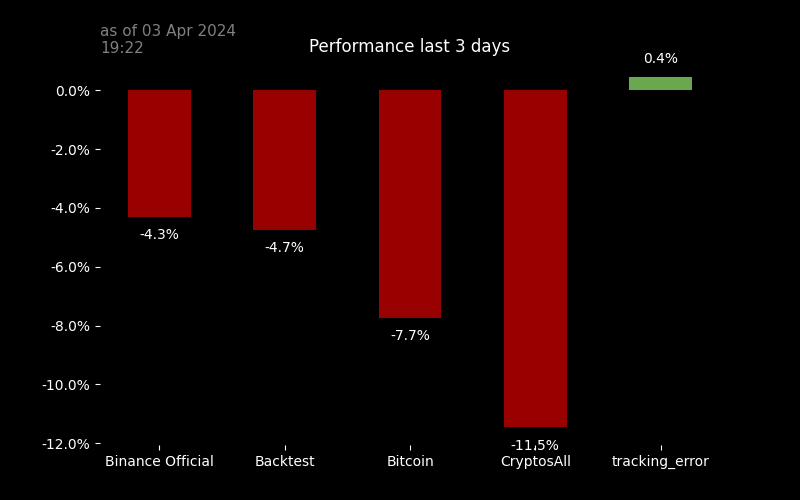 as of 03 Apr 2024
19:22
Performance last 3 days
0.4%
0.0%
-2.0%
-4.0%
-4.3%
-4.7%
-6.0%
-8.0%
-7.7%
-10.0%
-12.0%
-11.5%
Binance Official
Backtest
Bitcoin
CryptosAll
tracking_error